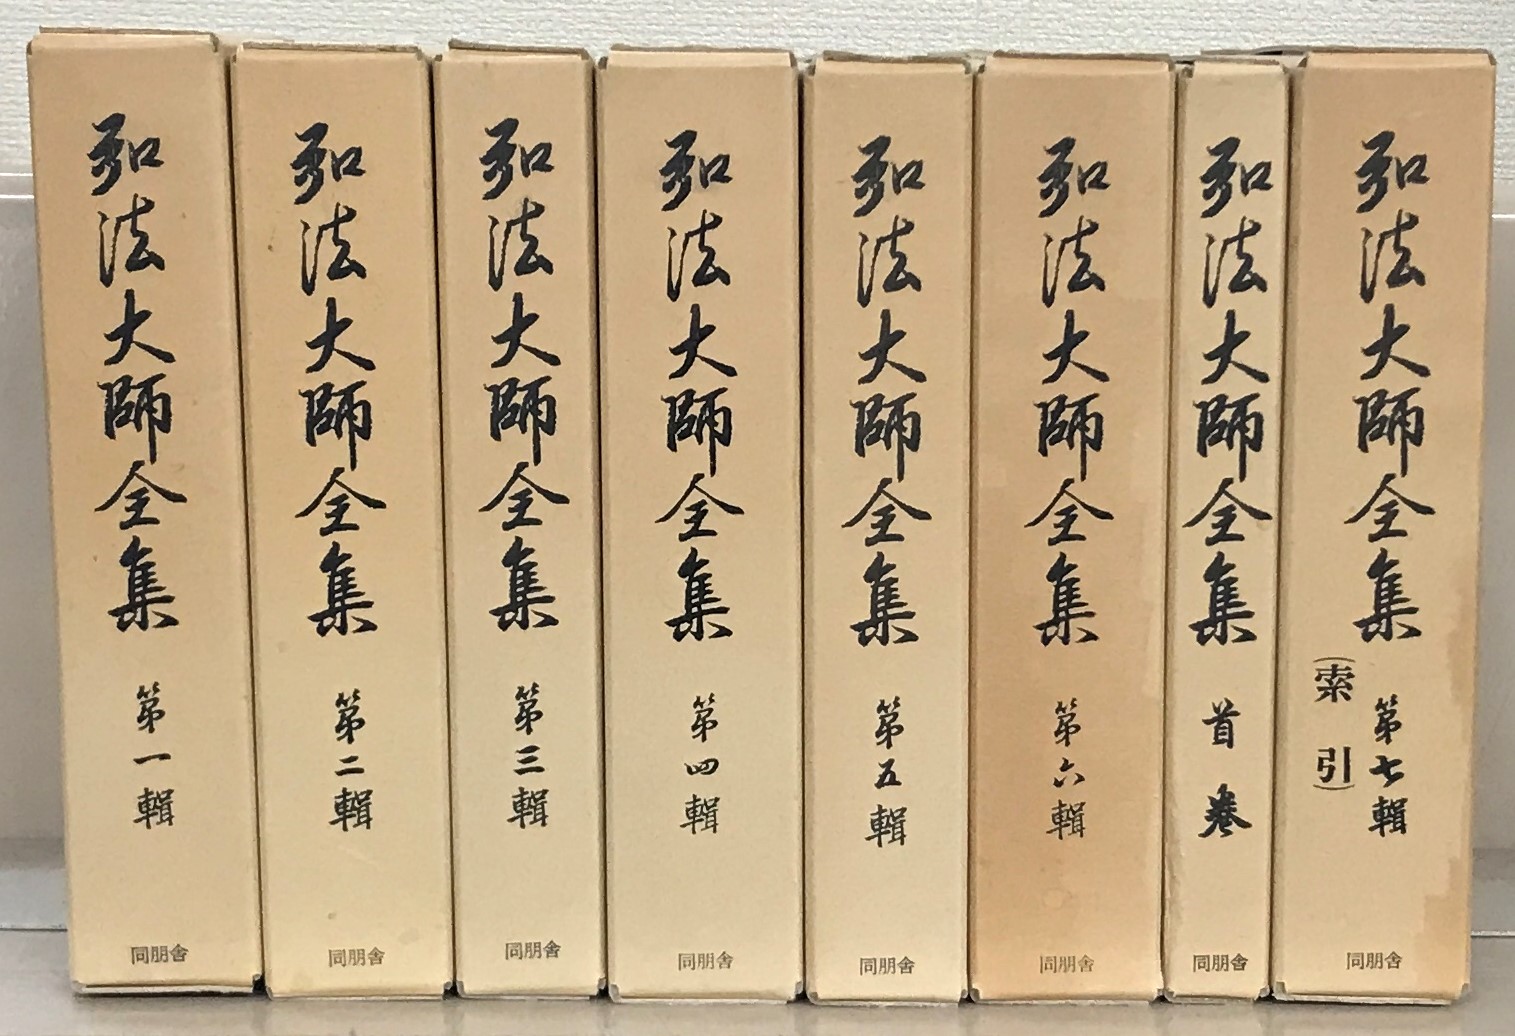 弘法大師全集 第一輯
同朋舎
弘法大師全集 第二輯
同朋舎
弘法大師全集 第三輯
同朋舎
弘法大師全集 第四輯
同朋舎
弘法大師全集 第五輯
同朋舎
弘法大師全集 第六輯
同朋舎
弘法大師全集 首巻
同朋舎
弘法大師全集 第七輯
(索引)
同朋舎